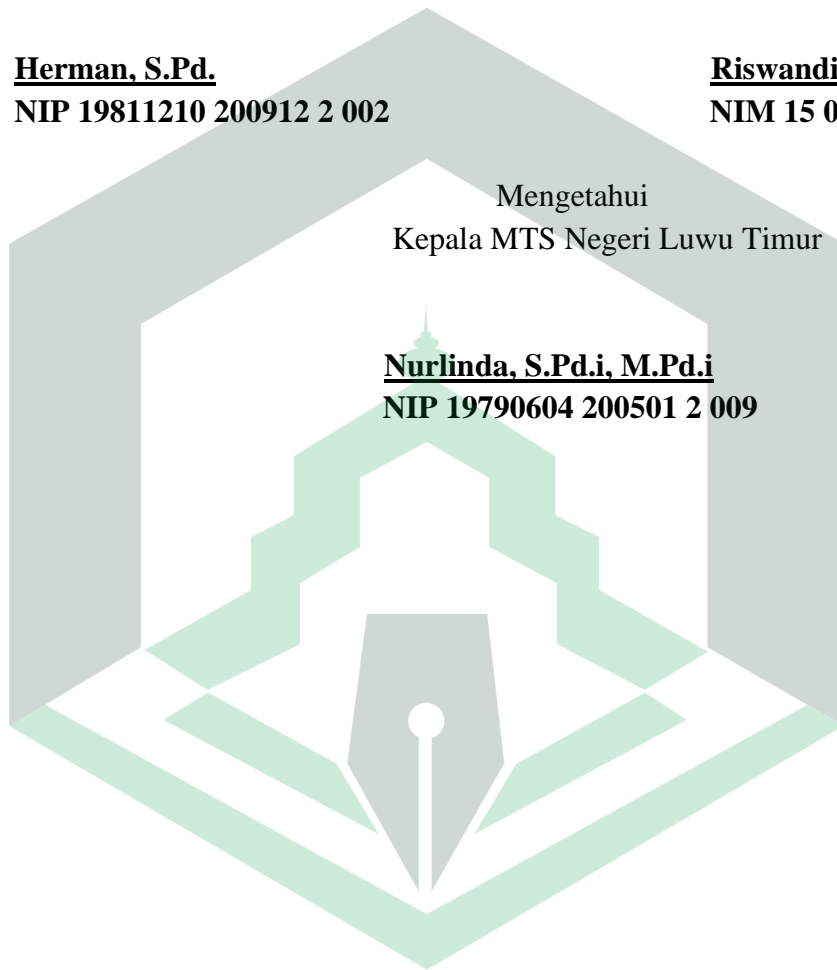 Herman, S.Pd. Riswandi
NIP 19811210 200912 2 002 NIM 15 0
Mengetahui
Kepala MTS Negeri Luwu Timur
Nurlinda, S.Pd.i, M.Pd.i
NIP 19790604 200501 2 009